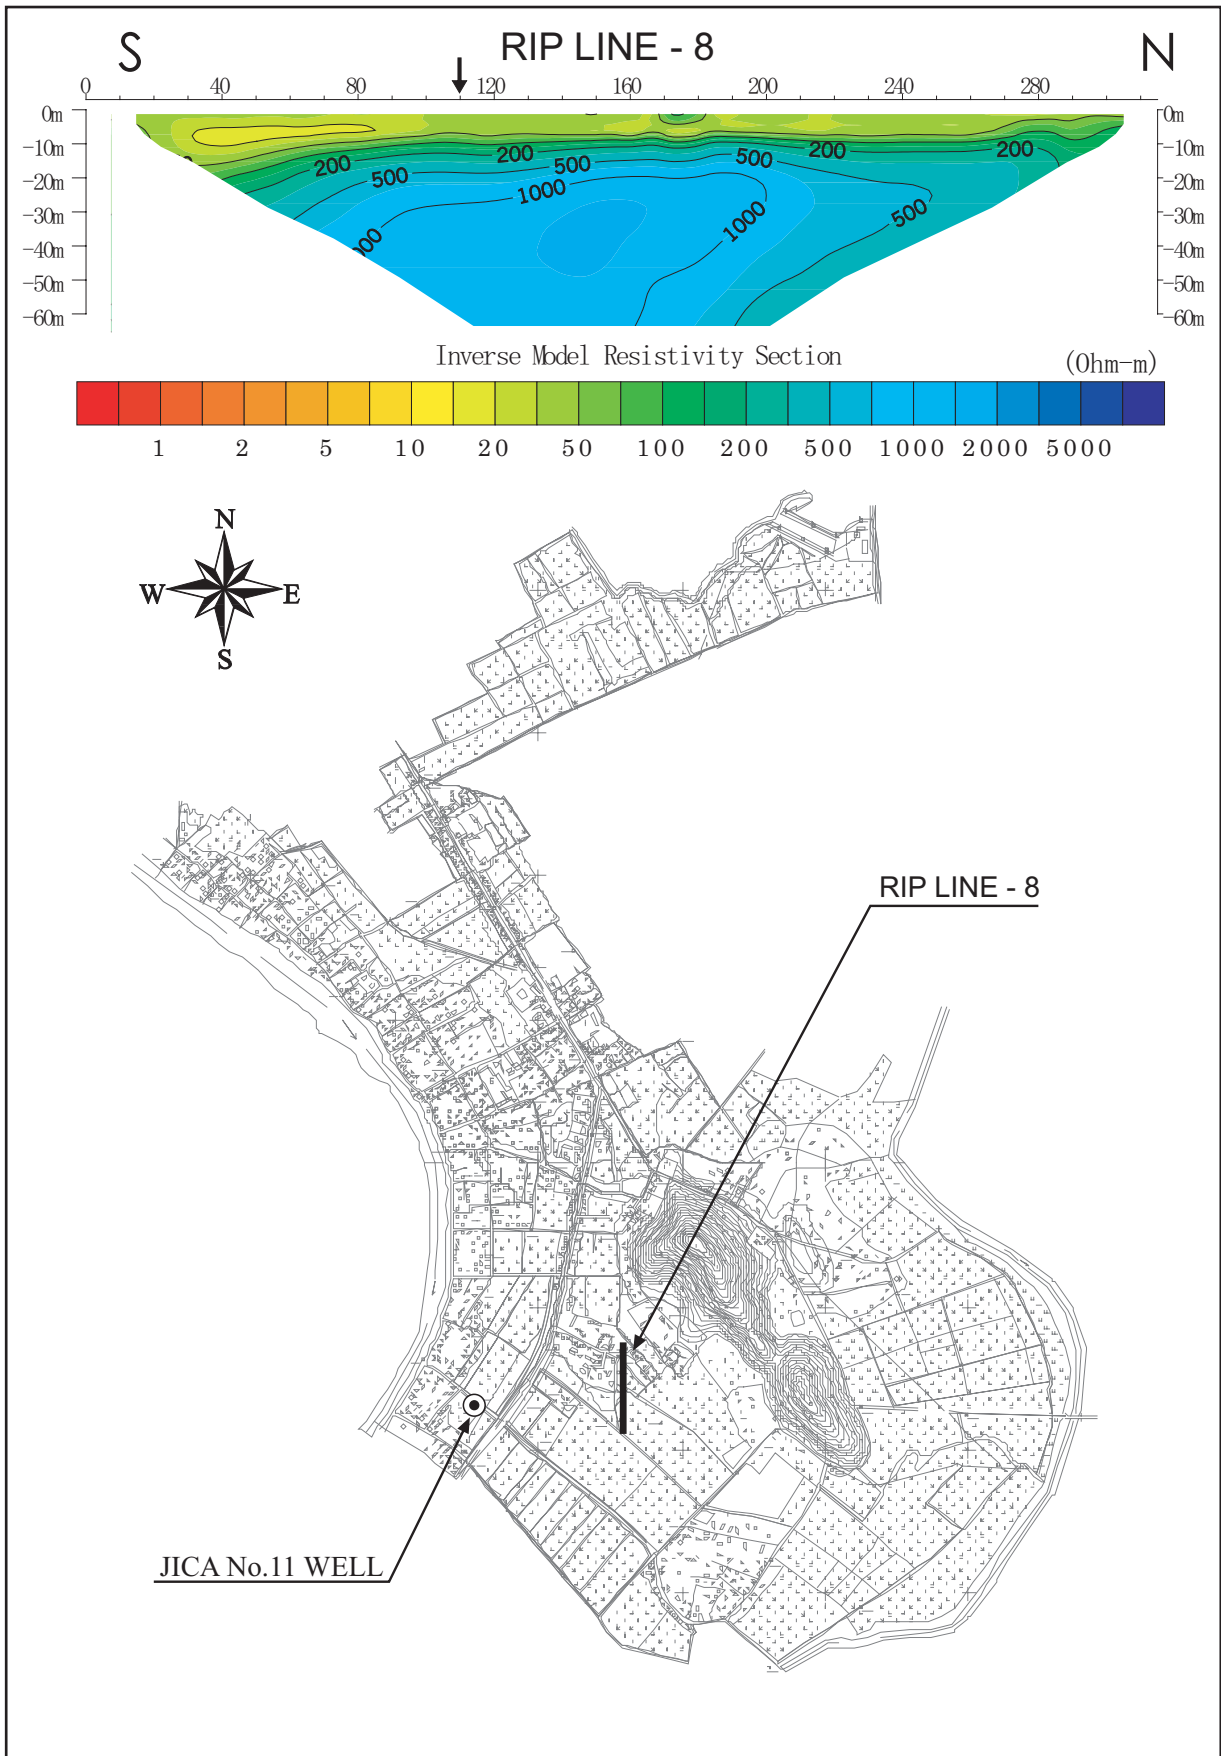 S RIP LINE - 8 N
0 40 80 120 160 200 240 280
0m 0m
-10m -10m
-20m -20m
-30m -30m
-40m -40m
-50m -50m
-60m -60m
200 200 500 500 200 200
500 1000 1000 500
000
Inverse Model Resistivity Section (Ohm-m)
1 2 5 10 20 50 100 200 500 1000 2000 5000
N
W E
S
RIP LINE - 8
JICA No.11 WELL